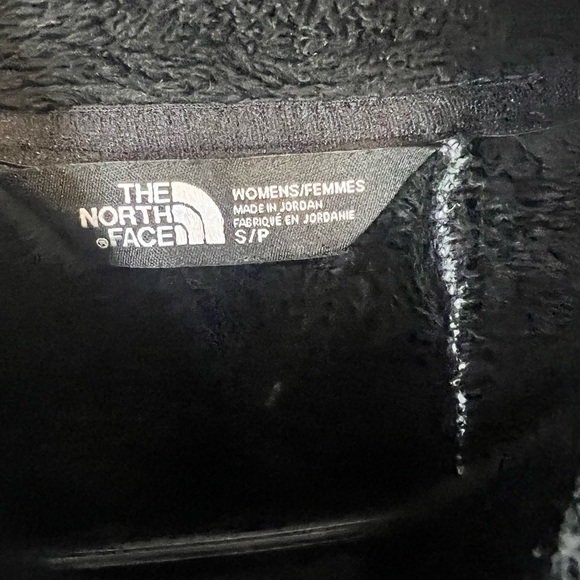 THE
NORTH
FACE
WOMENS/FEMMES
MADE IN JORDAN
FABRIQUÉ EN JORDANIE
S/P